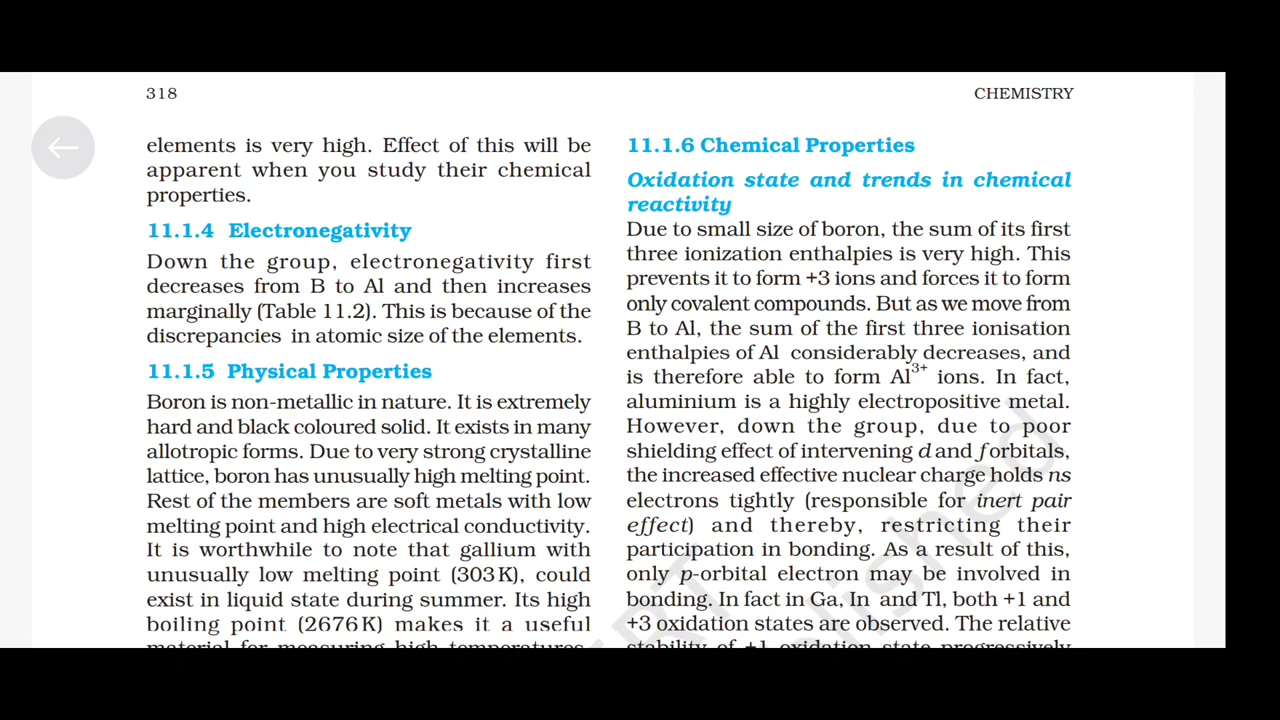 318
CHEMISTRY
elements is very high. Effect of this will be
apparent when you study their chemical
properties.
11.1.4 Electronegativity
Down the group, electronegativity first
decreases from B to Al and then increases
marginally (Table 11.2). This is because of the
discrepancies in atomic size of the elements.
11.1.5 Physical Properties
Boron is non-metallic in nature. It is extremely
hard and black coloured solid. It exists in many
allotropic forms. Due to very strong crystalline
lattice, boron has unusually high melting point.
Rest of the members are soft metals with low
melting point and high electrical conductivity.
It is worthwhile to note that gallium with
unusually low melting point (303 K), could
exist in liquid state during summer. Its high
boiling point (2676 K) makes it a useful
material for measuring high temperatures.
11.1.6 Chemical Properties
Oxidation state and trends in chemical
reactivity
Due to small size of boron, the sum of its first
three ionization enthalpies is very high. This
prevents it to form +3 ions and forces it to form
only covalent compounds. But as we move from
B to Al, the sum of the first three ionisation
enthalpies of Al considerably decreases, and
is therefore able to form Al³⁺ ions. In fact,
aluminium is a highly electropositive metal.
However, down the group, due to poor
shielding effect of intervening d and f orbitals,
the increased effective nuclear charge holds ns
electrons tightly (responsible for inert pair
effect) and thereby, restricting their
participation in bonding. As a result of this,
only p-orbital electron may be involved in
bonding. In fact in Ga, In and Tl, both +1 and
+3 oxidation states are observed. The relative
stability of +1 oxidation state progressively